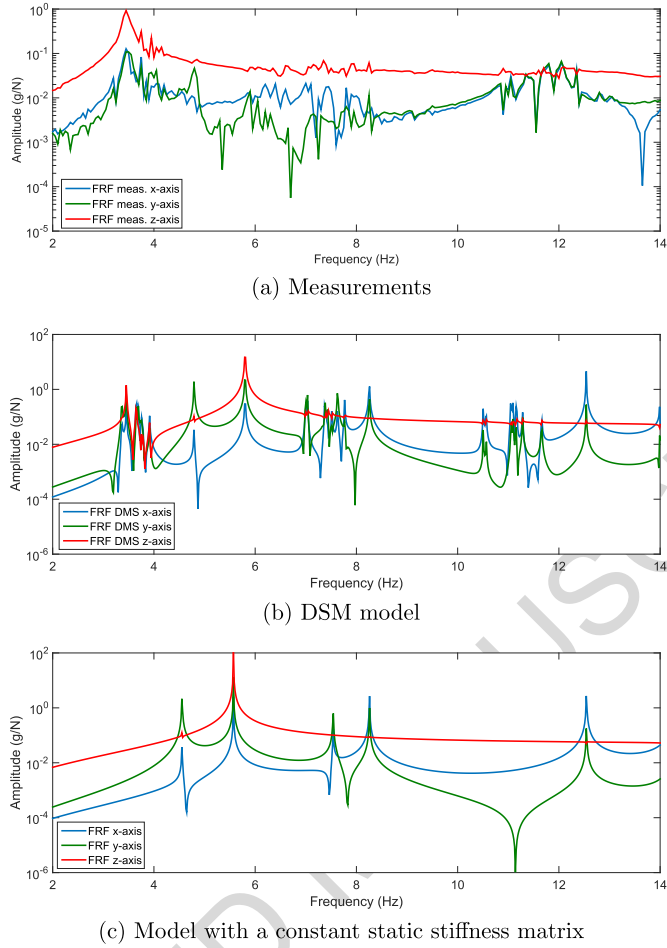 10^0
10^-1
10^-2
10^-3
10^-4
10^-5
Amplitude (g/N)
FRF meas. x-axis
FRF meas. y-axis
FRF meas. z-axis
2 4 6 8 10 12 14
Frequency (Hz)
(a) Measurements
10^2
10^0
10^-2
10^-4
10^-6
Amplitude (g/N)
FRF DMS x-axis
FRF DMS y-axis
FRF DMS z-axis
2 4 6 8 10 12 14
Frequency (Hz)
(b) DSM model
10^2
10^0
10^-2
10^-4
10^-6
Amplitude (g/N)
FRF x-axis
FRF y-axis
FRF z-axis
2 4 6 8 10 12 14
Frequency (Hz)
(c) Model with a constant static stiffness matrix